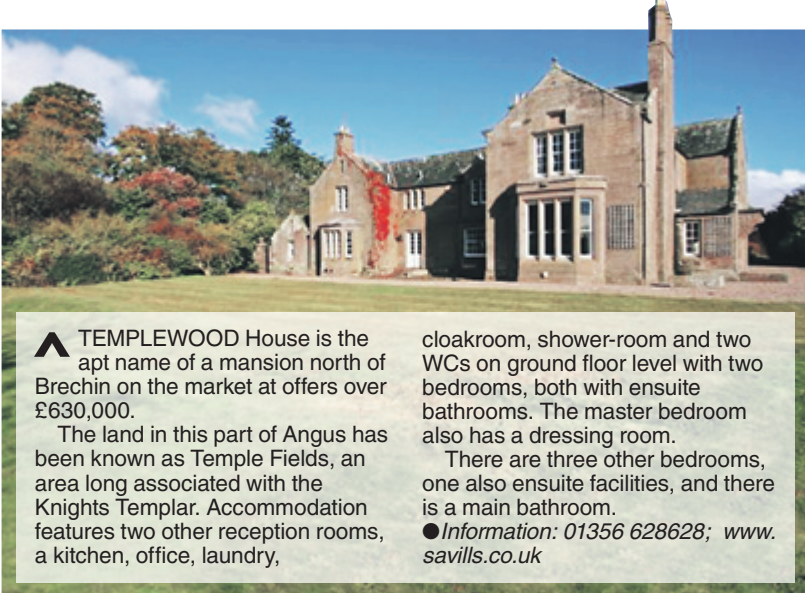 TEMPLEWOOD House is the
apt name of a mansion north of
Brechin on the market at offers over
£630,000.
The land in this part of Angus has
been known as Temple Fields, an
area long associated with the
Knights Templar. Accommodation
features two other reception rooms,
a kitchen, office, laundry,
cloakroom, shower-room and two
WCs on ground floor level with two
bedrooms, both with ensuite
bathrooms. The master bedroom
also has a dressing room.
There are three other bedrooms,
one also ensuite facilities, and there
is a main bathroom.
●Information: 01356 628628; www.
savills.co.uk